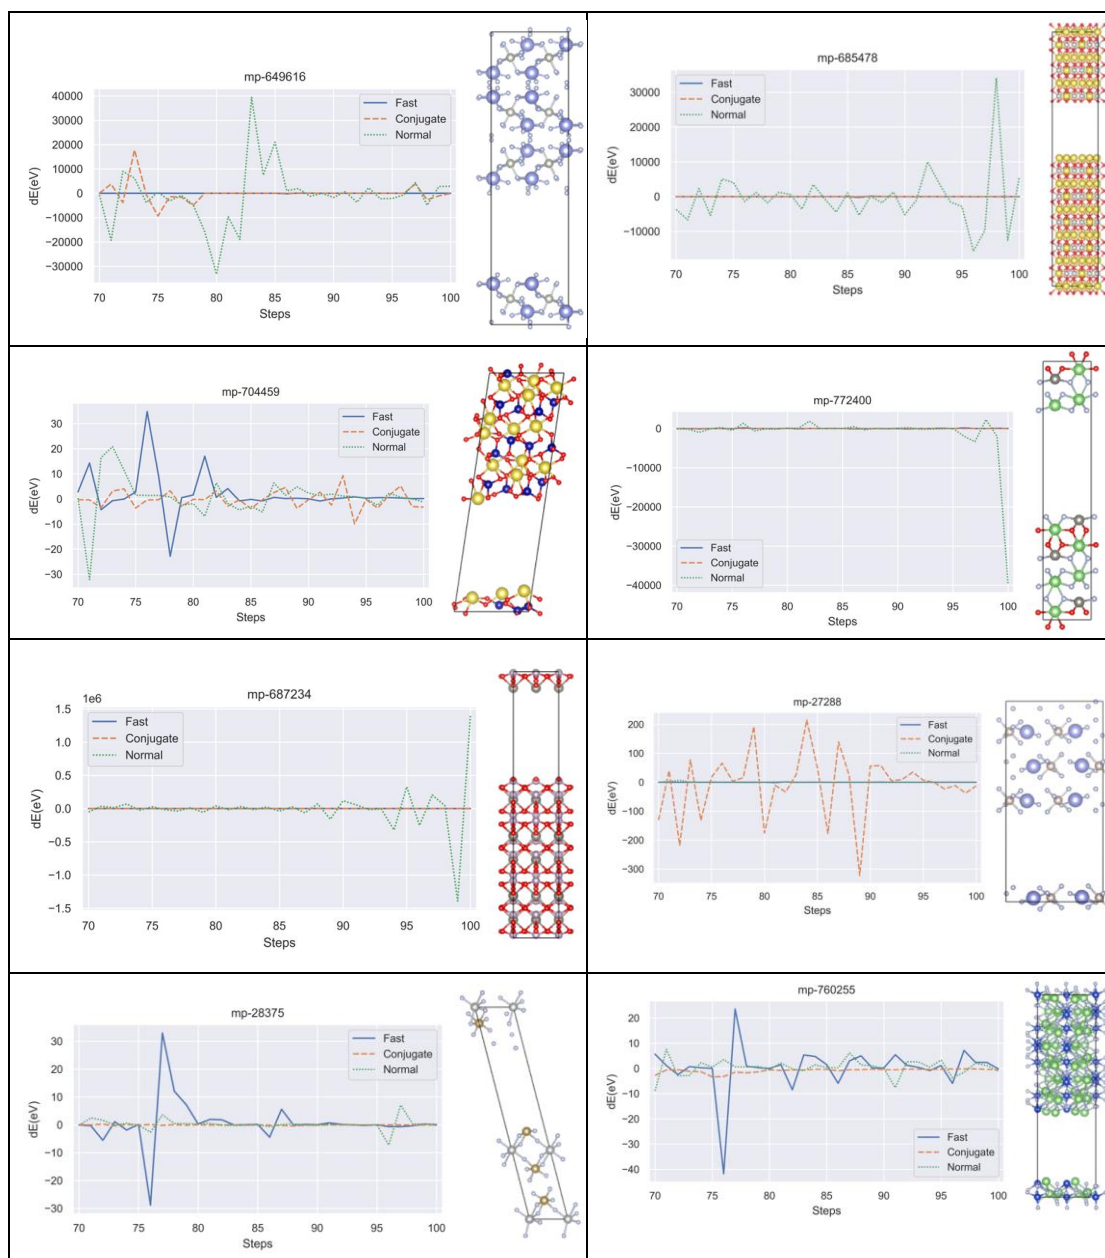 mp-649616
40000
30000
20000
10000
0
−10000
−20000
−30000
dE(eV)
70 75 80 85 90 95 100
Steps
Fast
Conjugate
Normal
mp-685478
30000
20000
10000
0
−10000
dE(eV)
70 75 80 85 90 95 100
Steps
Fast
Conjugate
Normal
mp-704459
30
20
10
0
−10
−20
−30
dE(eV)
70 75 80 85 90 95 100
Steps
Fast
Conjugate
Normal
mp-772400
0
−10000
−20000
−30000
−40000
dE(eV)
70 75 80 85 90 95 100
Steps
Fast
Conjugate
Normal
mp-687234
1e6
1.5
1.0
0.5
0.0
−0.5
−1.0
−1.5
dE(eV)
70 75 80 85 90 95 100
Steps
Fast
Conjugate
Normal
mp-27288
200
100
0
−100
−200
−300
dE(eV)
70 75 80 85 90 95 100
Steps
Fast
Conjugate
Normal
mp-28375
30
20
10
0
−10
−20
−30
dE(eV)
70 75 80 85 90 95 100
Steps
Fast
Conjugate
Normal
mp-760255
20
10
0
−10
−20
−30
−40
dE(eV)
70 75 80 85 90 95 100
Steps
Fast
Conjugate
Normal